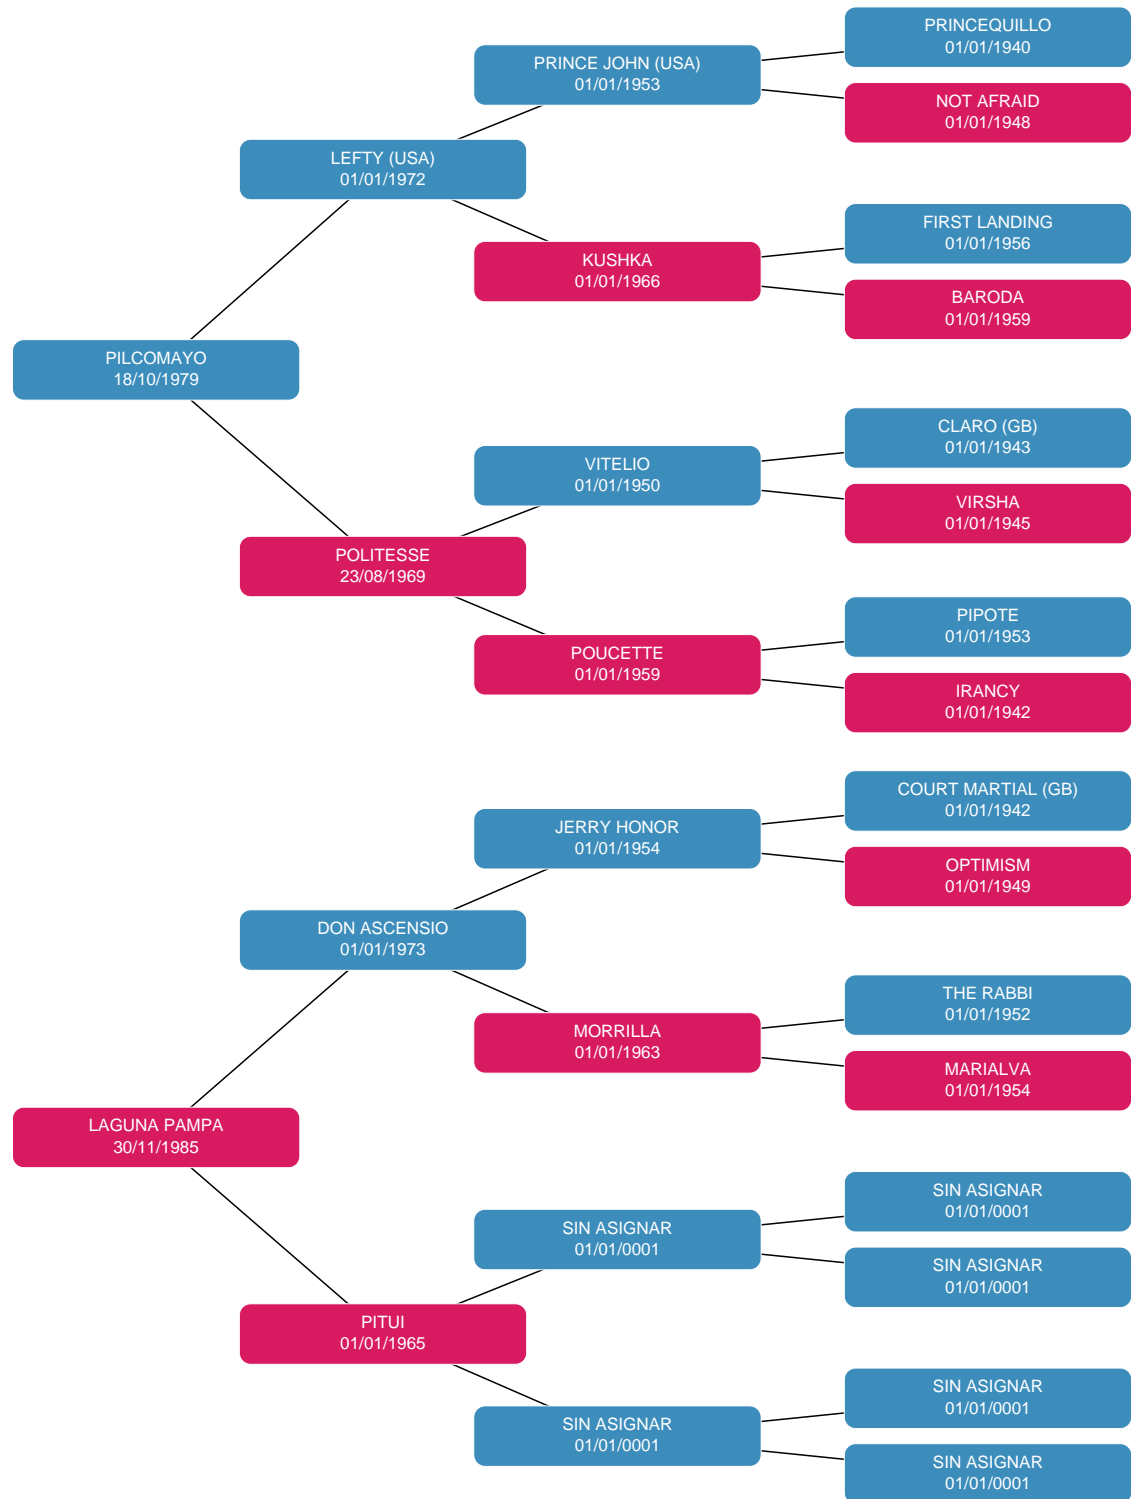 PRINCEQUILLO
01/01/1940
PRINCE JOHN (USA)
01/01/1953
NOT AFRAID
01/01/1948
LEFTY (USA)
01/01/1972
FIRST LANDING
01/01/1956
KUSHKA
01/01/1966
BARODA
01/01/1959
PILCOMAYO
18/10/1979
CLARO (GB)
01/01/1943
VITELIO
01/01/1950
VIRSHA
01/01/1945
POLITESSE
23/08/1969
PIPOTE
01/01/1953
POUCETTE
01/01/1959
IRANCY
01/01/1942
COURT MARTIAL (GB)
01/01/1942
JERRY HONOR
01/01/1954
OPTIMISM
01/01/1949
DON ASCENSIO
01/01/1973
THE RABBI
01/01/1952
MORRILLA
01/01/1963
MARIALVA
01/01/1954
LAGUNA PAMPA
30/11/1985
SIN ASIGNAR
01/01/0001
SIN ASIGNAR
01/01/0001
SIN ASIGNAR
01/01/0001
PITUI
01/01/1965
SIN ASIGNAR
01/01/0001
SIN ASIGNAR
01/01/0001
SIN ASIGNAR
01/01/0001